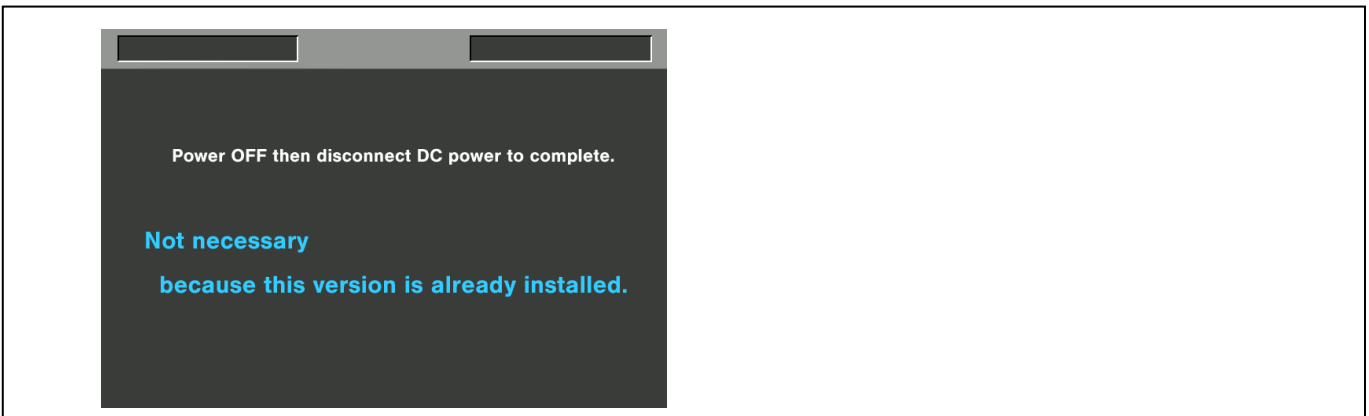 Power OFF then disconnect DC power to complete.
Not necessary
because this version is already installed.